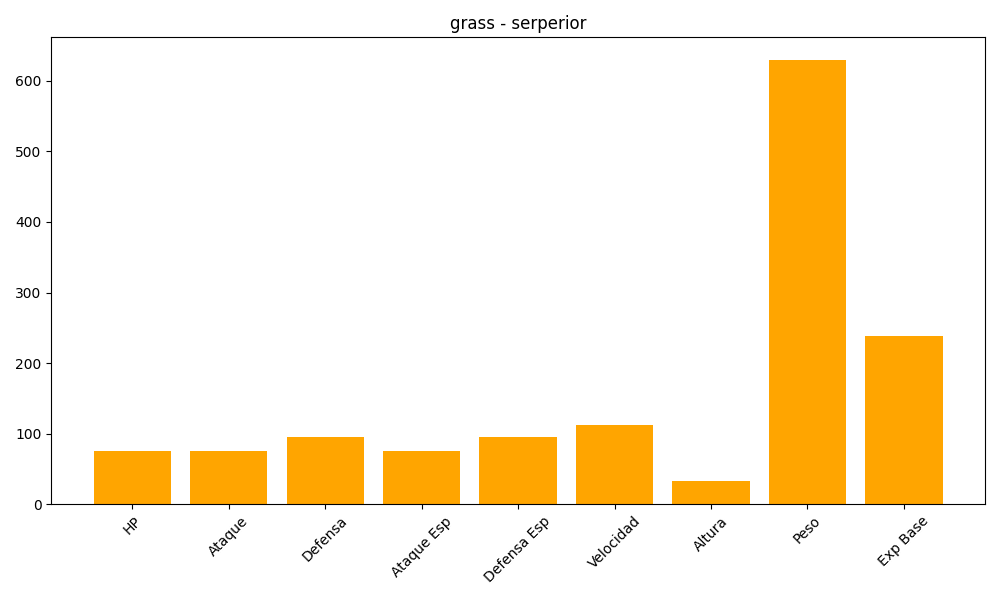 grass - serperior
600
500
400
300
200
100
0
HP
Ataque
Defensa
Ataque Esp
Defensa Esp
Velocidad
Altura
Peso
Exp Base